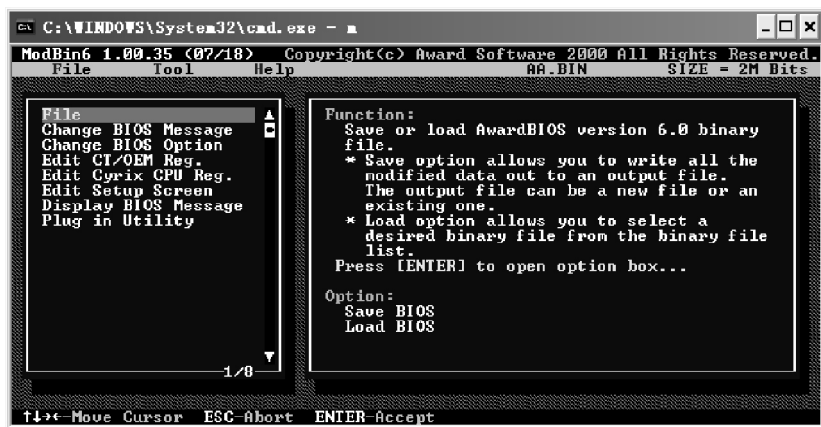 C:\WINDOWS\System32\cmd.exe - m
ModBin6 1.00.35 (07/18) Copyright(c) Award Software 2000 All Rights Reserved.
File Tool Help AA.BIN SIZE = 2M Bits
File
Change BIOS Message
Change BIOS Option
Edit CT/OEM Reg.
Edit Cyrix CPU Reg.
Edit Setup Screen
Display BIOS Message
Plug in Utility
1/8
Function:
Save or load AwardBIOS version 6.0 binary
file.
* Save option allows you to write all the
modified data out to an output file.
The output file can be a new file or an
existing one.
* Load option allows you to select a
desired binary file from the binary file
list.
Press [ENTER] to open option box...
Option:
Save BIOS
Load BIOS
↑↓→←-Move Cursor ESC-Abort ENTER-Accept